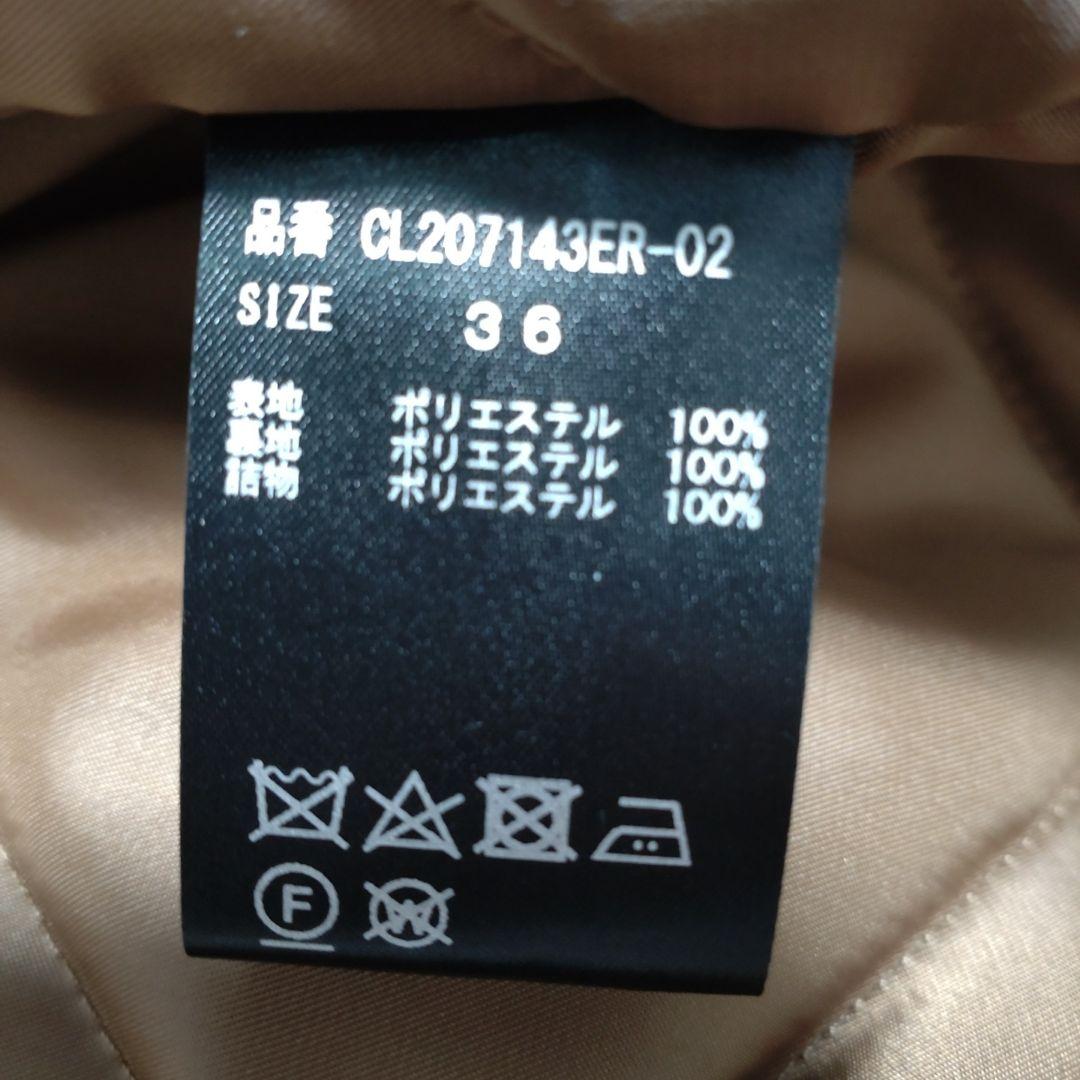 品番 CL207143ER-02
SIZE 36
表地 ポリエステル 100%
裏地 ポリエステル 100%
詰物 ポリエステル 100%
F
W